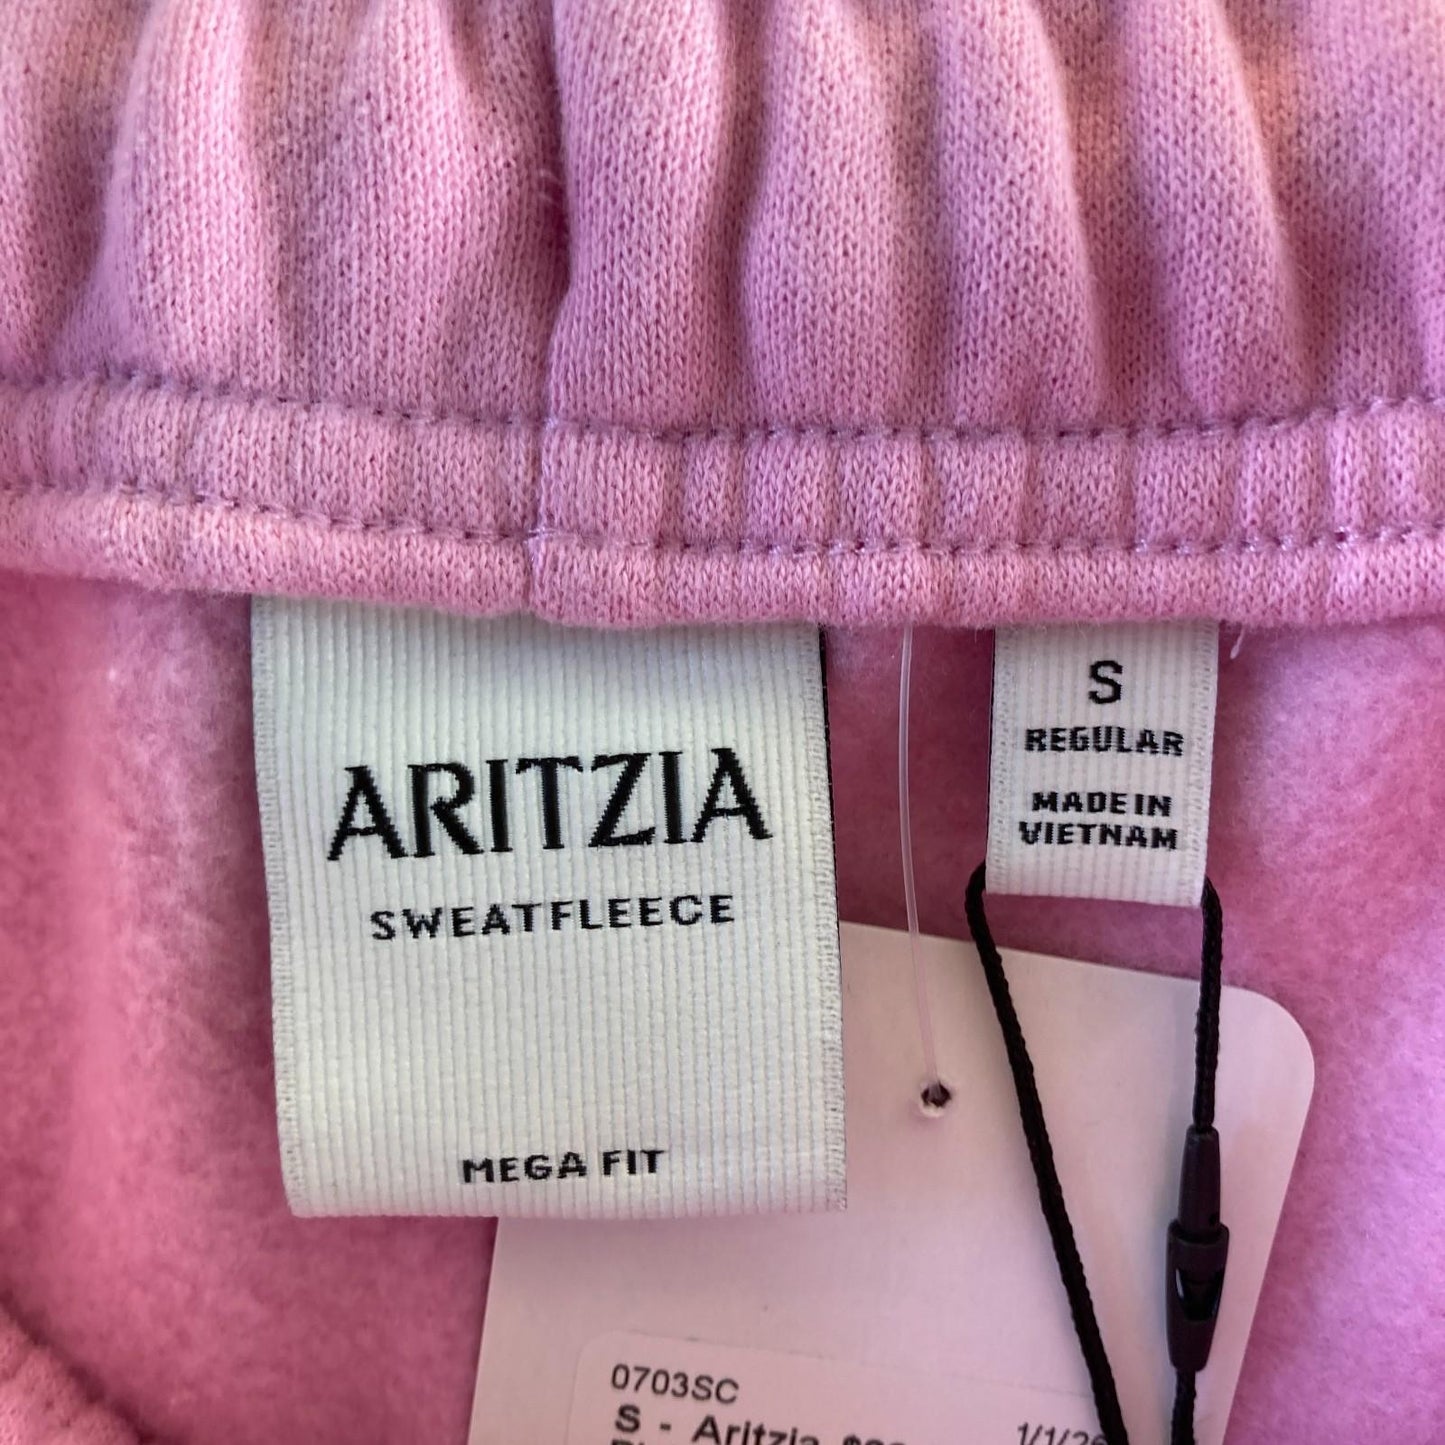 ARITZIA
SWEATFLEECE
MEGA FIT
S
REGULAR
MADE IN
VIETNAM
0703SC
S - Aritzia